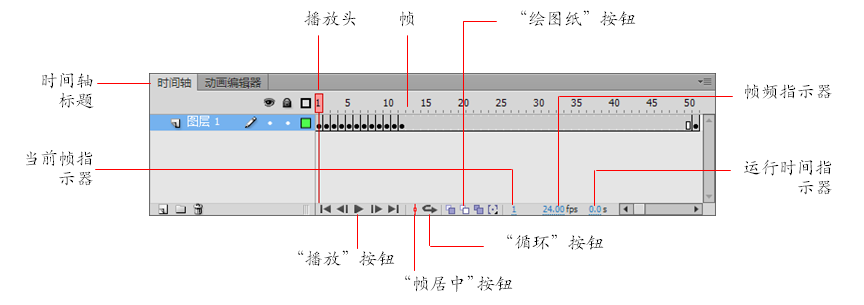 播放头
帧
“绘图纸”按钮
时间轴
标题
时间轴
动画编辑器
帧频指示器
1 5 10 15 20 25 30 35 40 45 50
图层 1
当前帧指
示器
运行时间指
示器
1 24.00 fps 0.0 s
“播放”按钮
“循环”按钮
“帧居中”按钮